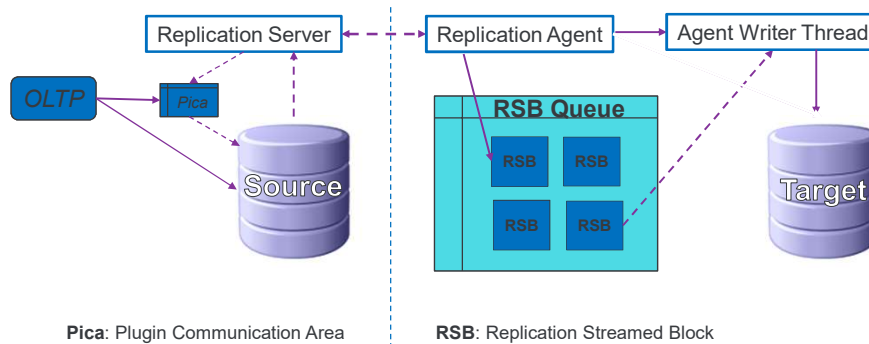 Replication Server
Replication Agent
Agent Writer Thread
OLTP
Pica
RSB Queue
RSB
RSB
Source
Target
RSB
RSB
Pica: Plugin Communication Area
RSB: Replication Streamed Block